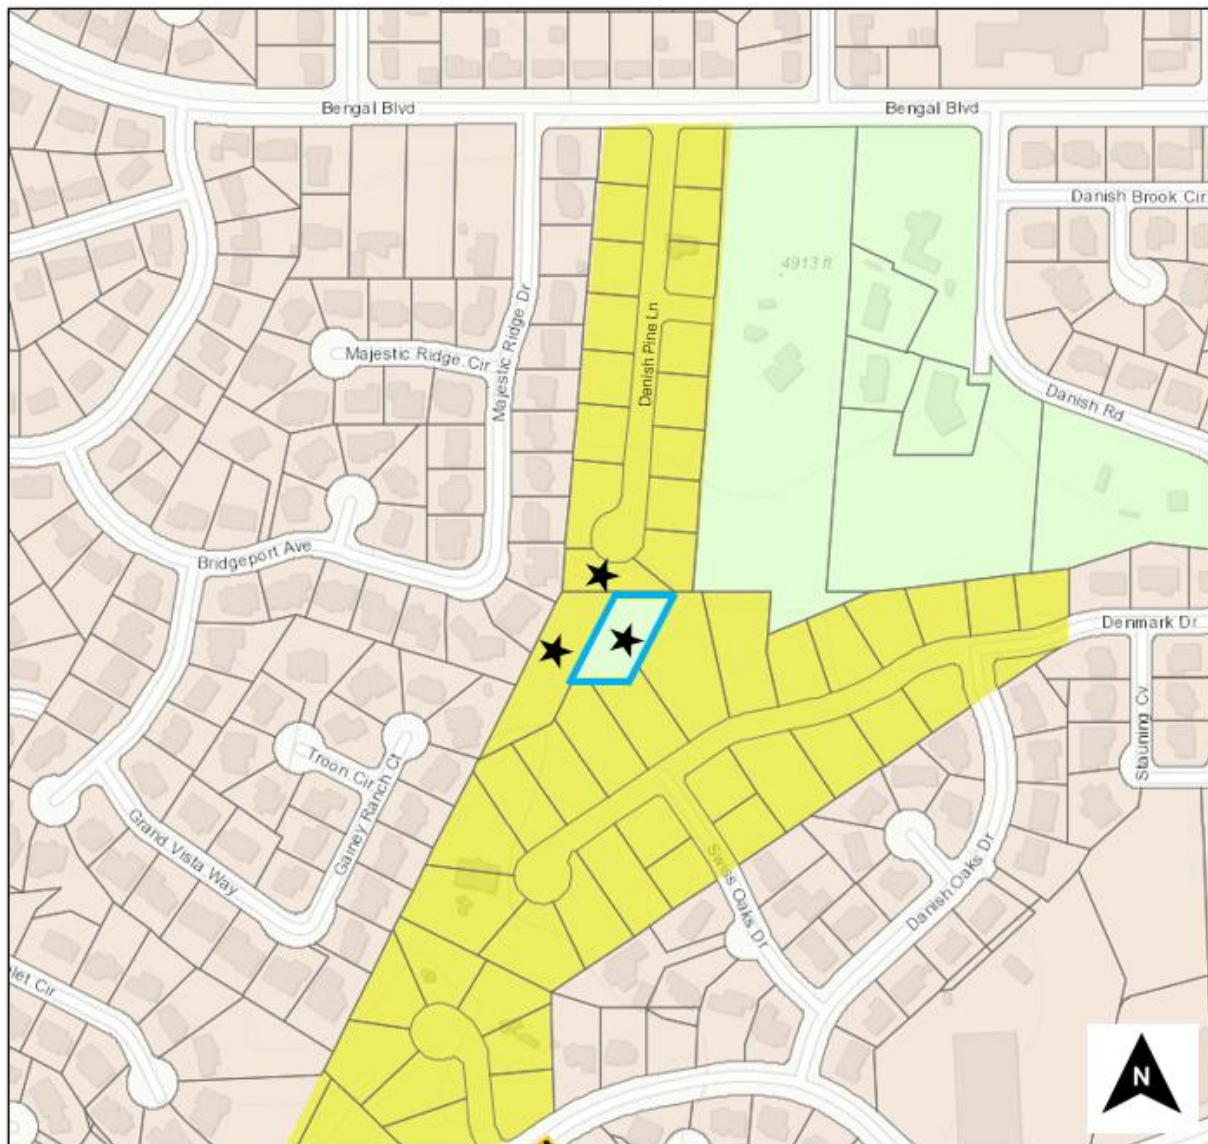 Bengal Blvd
Bengal Blvd
Danish Brook Cir
4913 ft
Danish Pine Ln
Majestic Ridge Dr
Majestic Ridge Cir
Danish Rd
Bridgeport Ave
Denmark Dr
Stauning Cv
Troon Cir
Gainey Ranch Ct
Grand Vista Way
Swiss Oaks Dr
Danish Oaks Dr
let Cir
N